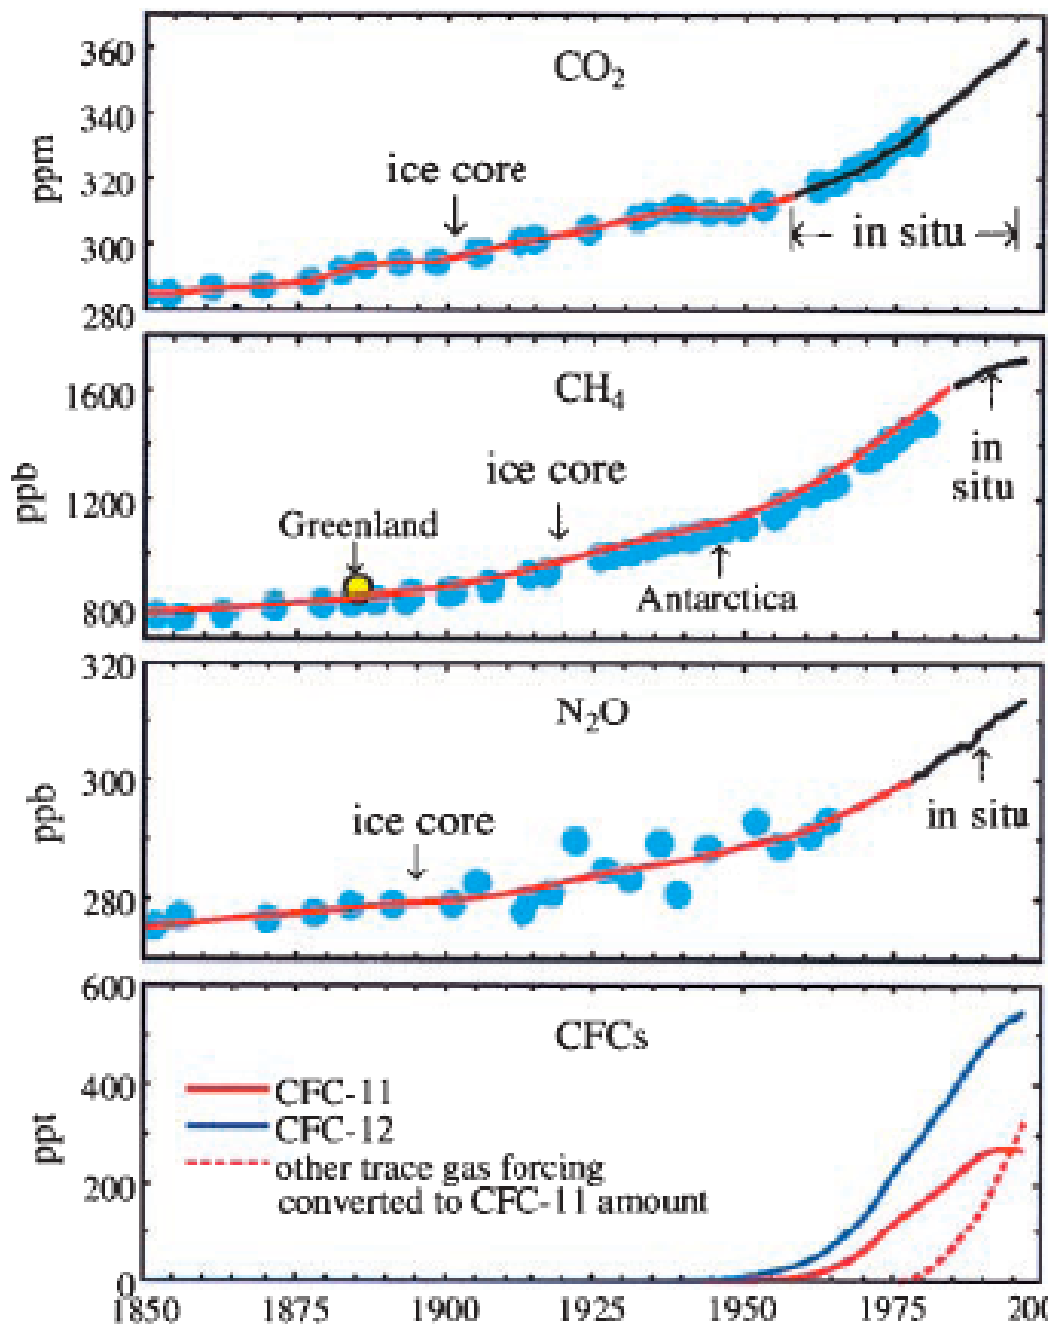 CO₂
ppm
360
340
320
300
280
ice core
in situ
CH₄
ppb
1600
1200
800
Greenland
ice core
in
situ
Antarctica
N₂O
ppb
320
300
280
ice core
in situ
CFCs
ppt
600
400
200
0
CFC-11
CFC-12
other trace gas forcing
converted to CFC-11 amount
1850 1875 1900 1925 1950 1975 200